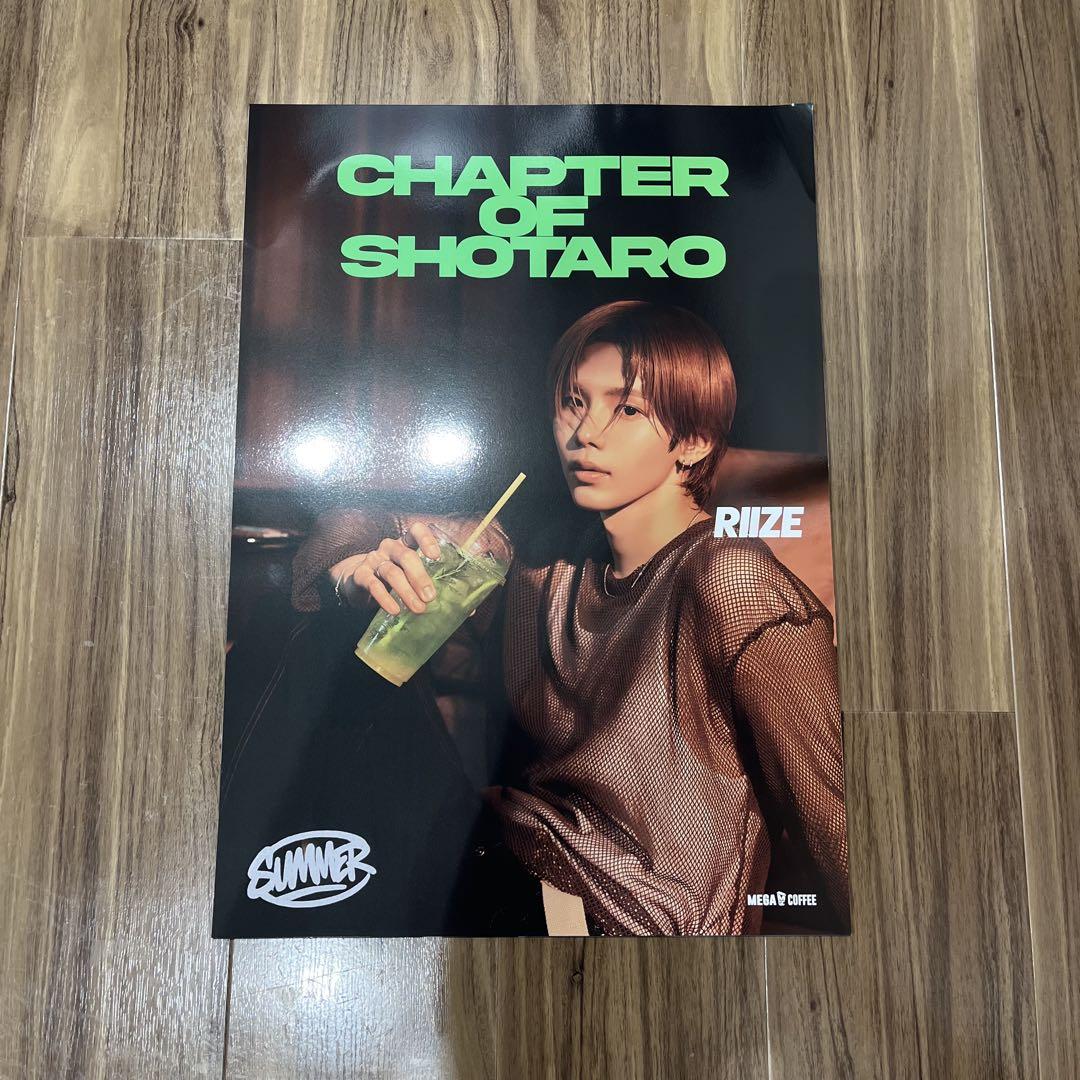 CHAPTER
OF
SHOTARO
RIIZE
SUMMER
MEGA COFFEE